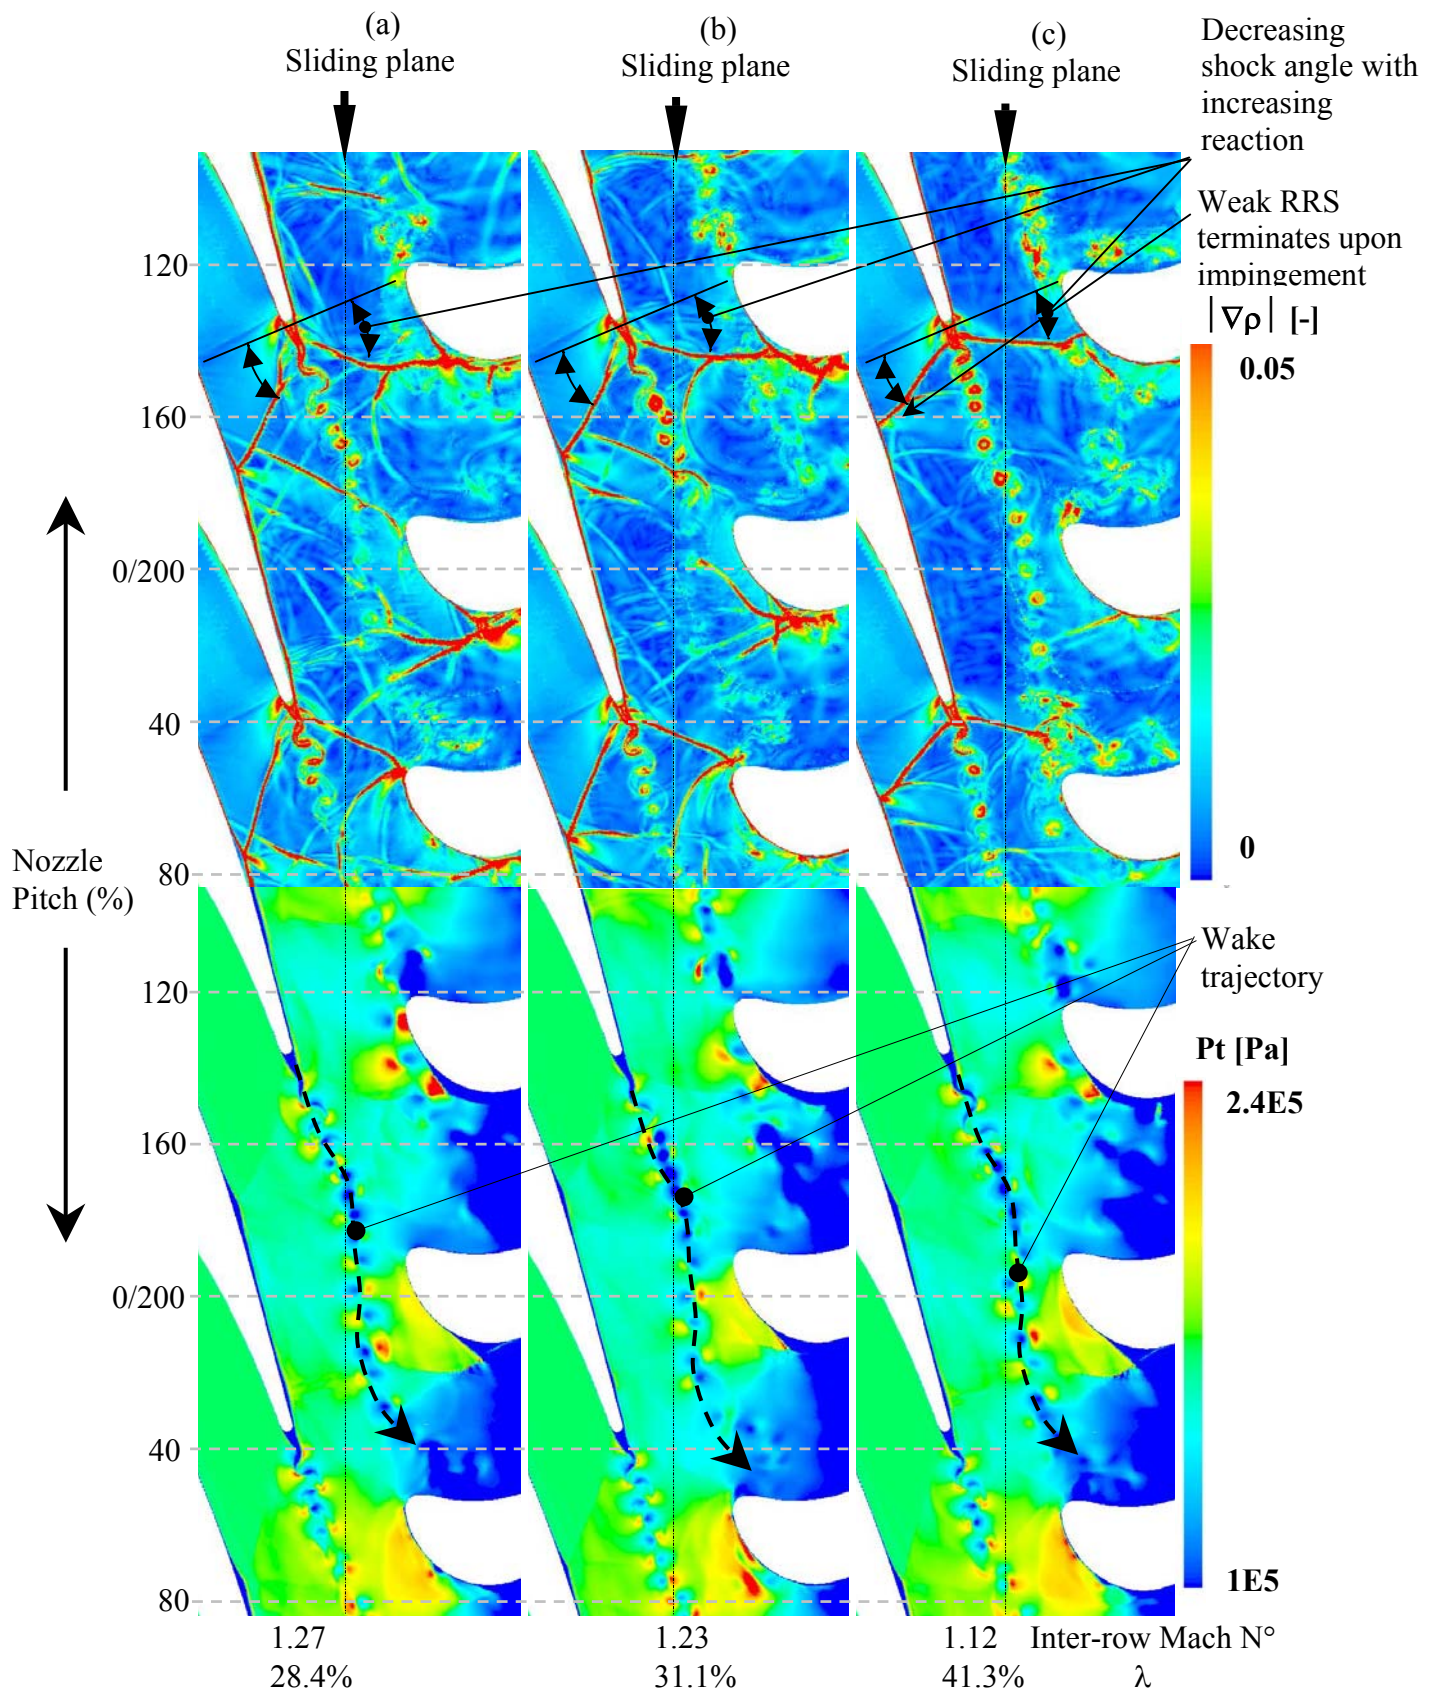 (a)
Sliding plane
(b)
Sliding plane
(c)
Sliding plane
Decreasing
shock angle with
increasing
reaction
Weak RRS
terminates upon
impingement
|∇ρ| [-]
0.05
0
120
160
0/200
40
80
Nozzle
Pitch (%)
120
160
0/200
40
80
Wake
trajectory
Pt [Pa]
2.4E5
1E5
1.27 1.23 1.12 Inter-row Mach N°
28.4% 31.1% 41.3% λ